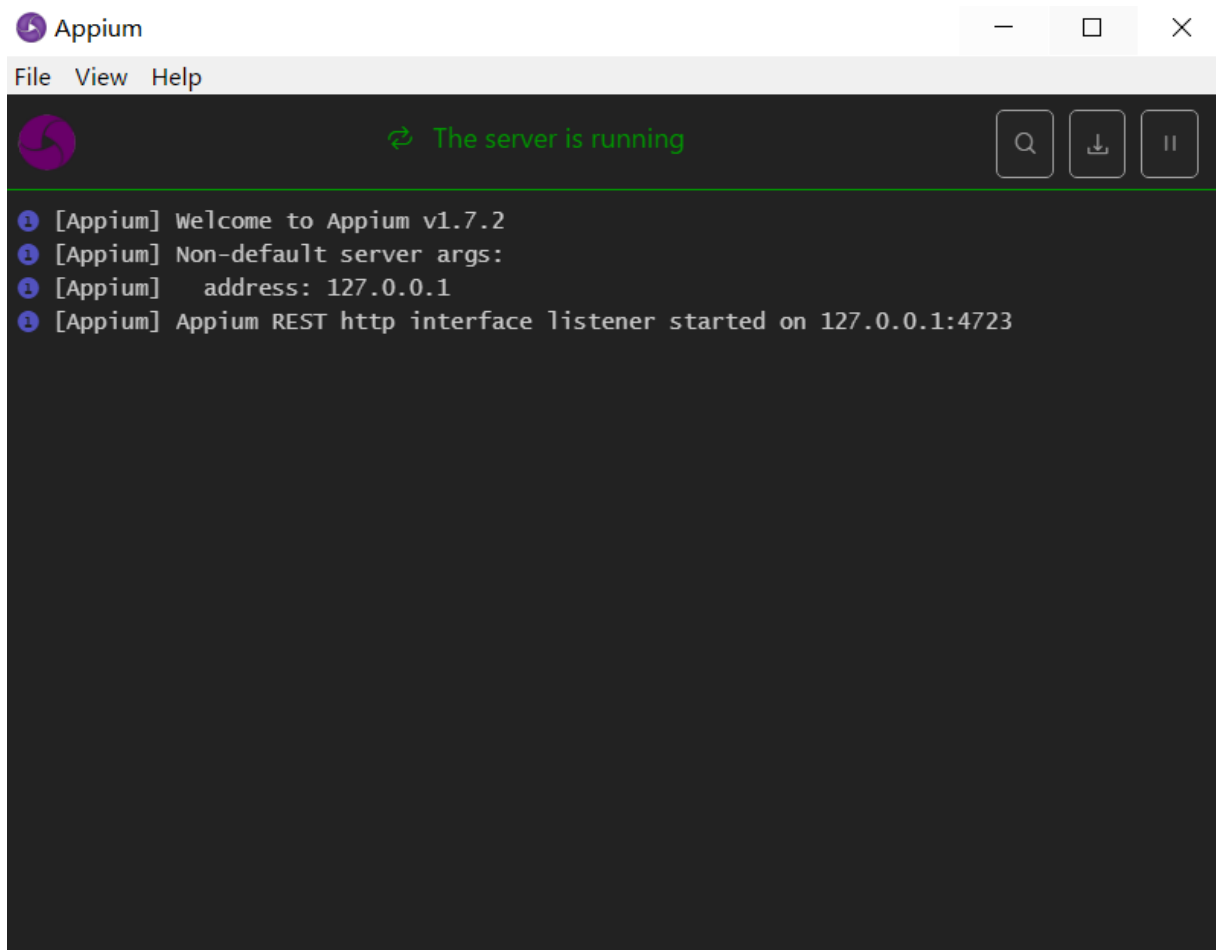 Appium
File View Help
The server is running
[Appium] Welcome to Appium v1.7.2
[Appium] Non-default server args:
[Appium]   address: 127.0.0.1
[Appium] Appium REST http interface listener started on 127.0.0.1:4723